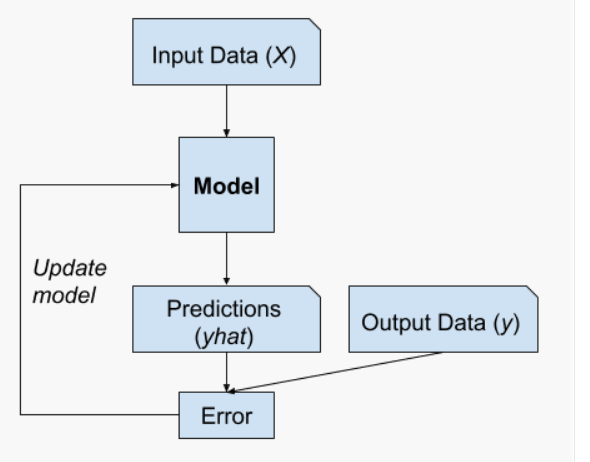 Input Data (X)
Model
Update
model
Predictions
(yhat)
Output Data (y)
Error